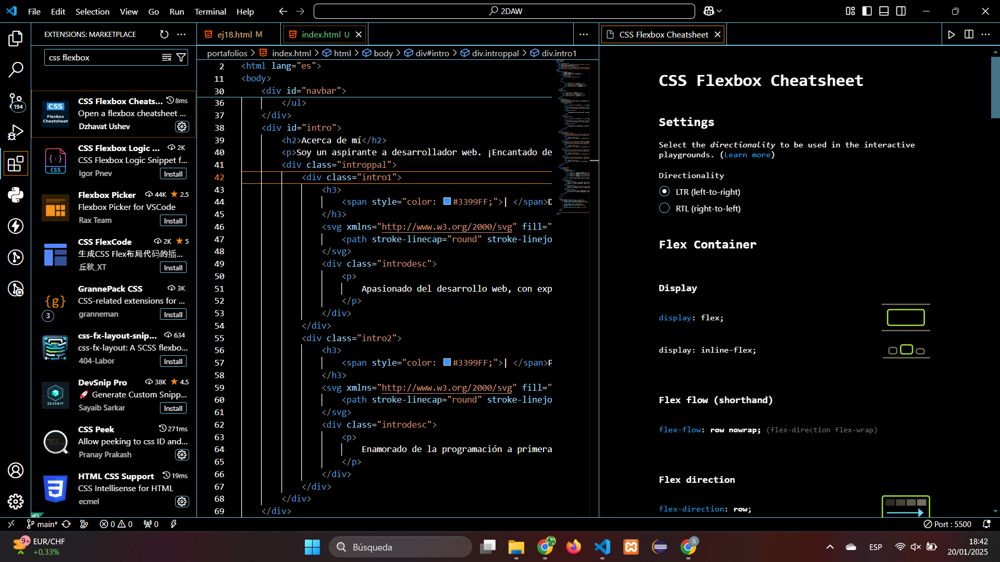 File Edit Selection View Go Run Terminal Help
2DAW
EXTENSIONS: MARKETPLACE
css flexbox
CSS Flexbox Cheats... 8ms
Open a flexbox cheatsheet ...
Dzhavat Ushev
CSS Flexbox Cheatsheet
CSS Flexbox Logic ... 2K
CSS Flexbox Logic Snippet f...
Igor Pnev Install
{:} CSS
Flexbox Picker 44K 2.5
Flexbox Picker for VSCode
Rax Team Install
CSS FlexCode 2K 5
生成CSS Flex布局代码的插...
丘秋_XT Install
GrannePack CSS 3K
CSS-related extensions for ...
granneman Install
{g}
3
css-fx-layout-snip... 634
css-fx-layout: A SCSS flexbo...
404-Labor Install
DevSnip Pro 38K 4.5
🚀 Generate Custom Snipp...
Sayaib Sarkar Install
DEVSNIP
CSS Peek 271ms
Allow peeking to css ID and...
Pranay Prakash
HTML CSS Support 19ms
CSS Intellisense for HTML
ecmel
194
ej18.html M index.html U
portafolios > index.html > html > body > div#intro > div.introppal > div.intro1
2 <html lang="es">
11 <body>
30 <div id="navbar">
36 </ul>
37 </div>
38 <div id="intro">
39 <h2>Acerca de mí</h2>
40 <p>Soy un aspirante a desarrollador web. ¡Encantado de
41 <div class="introppal">
42 <div class="intro1">
43 <h3>
44 <span style="color: #3399FF;">| </span>D
45 </h3>
46 <svg xmlns="http://www.w3.org/2000/svg" fill="
47 <path stroke-linecap="round" stroke-linejo
48 </svg>
49 <div class="introdesc">
50 <p>
51 Apasionado del desarrollo web, con exp
52 </p>
53 </div>
54 </div>
55 <div class="intro2">
56 <h3>
57 <span style="color: #3399FF;">| </span>P
58 </h3>
59 <svg xmlns="http://www.w3.org/2000/svg" fill="
60 <path stroke-linecap="round" stroke-linejo
61 </svg>
62 <div class="introdesc">
63 <p>
64 Enamorado de la programación a primera
65 </p>
66 </div>
67 </div>
68 </div>
69 </div>
CSS Flexbox Cheatsheet
CSS Flexbox Cheatsheet
Settings
Select the directionality to be used in the interactive
playgrounds. (Learn more)
Directionality
LTR (left-to-right)
RTL (right-to-left)
Flex Container
Display
display: flex;
display: inline-flex;
Flex flow (shorthand)
flex-flow: row nowrap; (flex-direction flex-wrap)
Flex direction
flex-direction: row;
main* 0 0 0 Port : 5500
9+ EUR/CHF
+0,33%
Búsqueda
S
ESP
18:42
20/01/2025